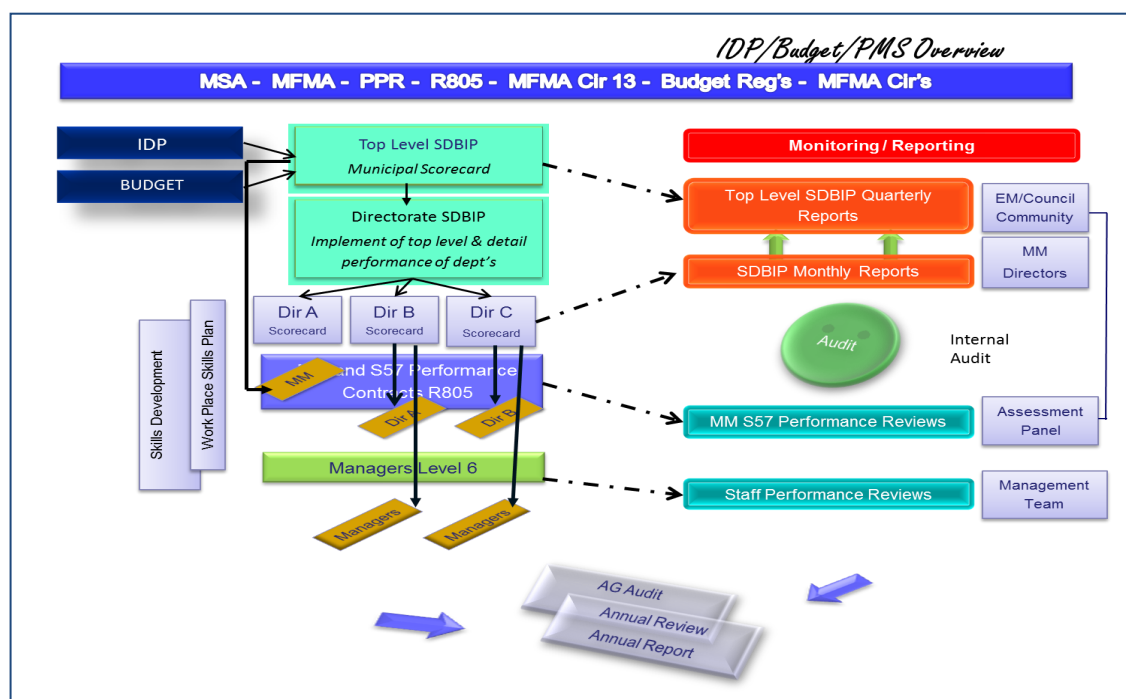 IDP/Budget/PMS Overview
MSA - MFMA - PPR - R805 - MFMA Cir 13 - Budget Reg's - MFMA Cir's
IDP
BUDGET
Top Level SDBIP
Municipal Scorecard
Directorate SDBIP
Implement of top level & detail
performance of dept's
Dir A
Scorecard
Dir B
Scorecard
Dir C
Scorecard
Skills Development
Work Place Skills Plan
and S57 Performance
Contracts R805
MM
Dir A
Dir B
Managers Level 6
Managers
Managers
Monitoring / Reporting
Top Level SDBIP Quarterly
Reports
EM/Council
Community
SDBIP Monthly Reports
MM
Directors
Audit
Internal
Audit
MM S57 Performance Reviews
Assessment
Panel
Staff Performance Reviews
Management
Team
AG Audit
Annual Review
Annual Report